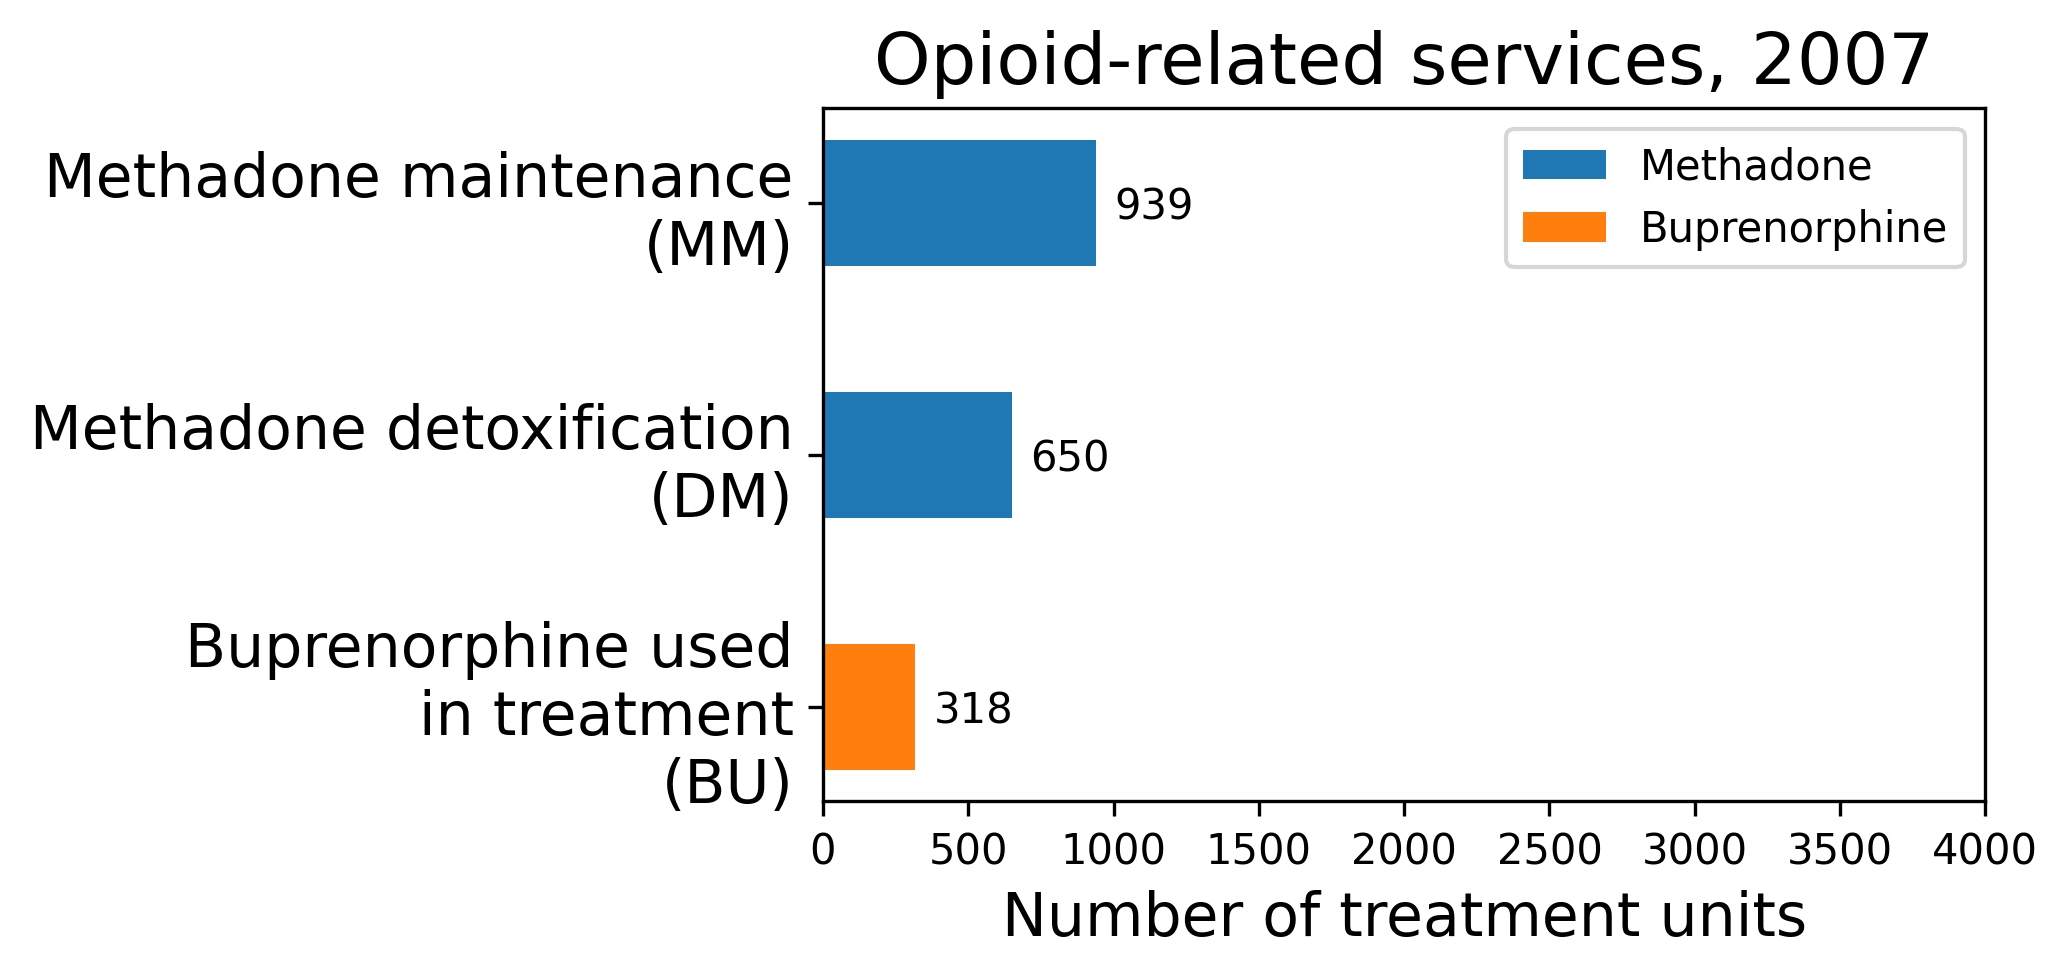 Opioid-related services, 2007
Methadone maintenance
(MM)
939
Methadone
Buprenorphine
Methadone detoxification
(DM)
650
Buprenorphine used
in treatment
(BU)
318
0 500 1000 1500 2000 2500 3000 3500 4000
Number of treatment units